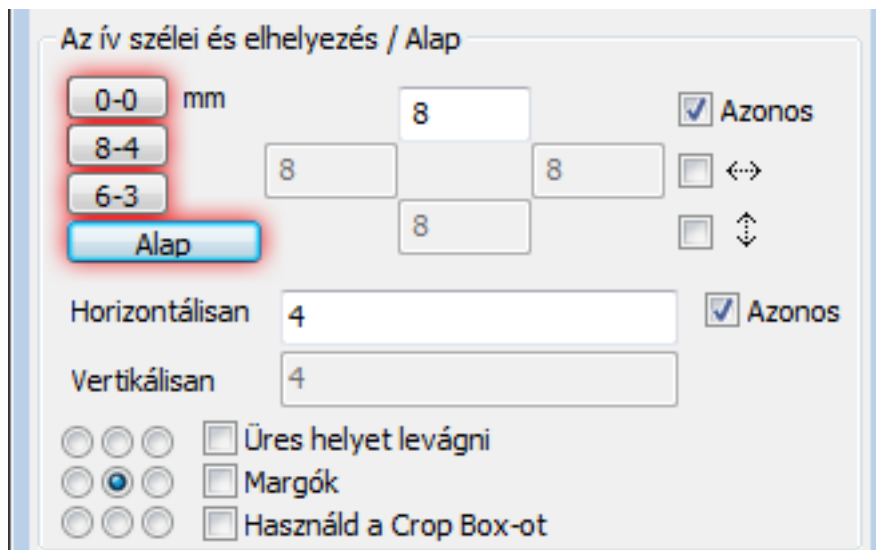 Az ív szélei és elhelyezés / Alap
0-0 mm 8 Azonos
8-4
8 8
6-3
8
Alap
Horizontálisan 4 Azonos
Vertikálisan 4
Üres helyet levágni
Margók
Használd a Crop Box-ot